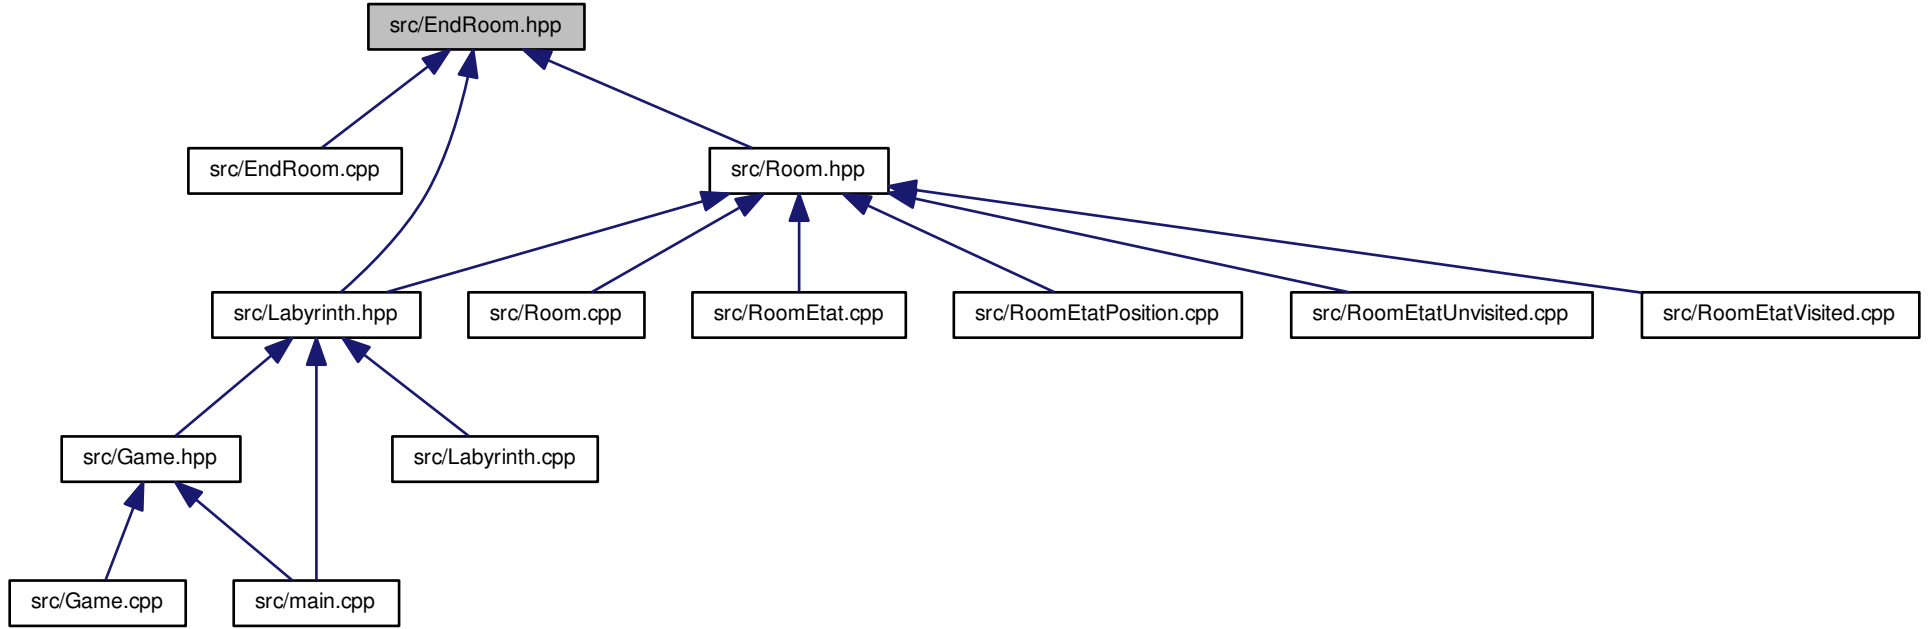 src/EndRoom.hpp
src/EndRoom.cpp
src/Room.hpp
src/Labyrinth.hpp
src/Room.cpp
src/RoomEtat.cpp
src/RoomEtatPosition.cpp
src/RoomEtatUnvisited.cpp
src/RoomEtatVisited.cpp
src/Game.hpp
src/Labyrinth.cpp
src/Game.cpp
src/main.cpp